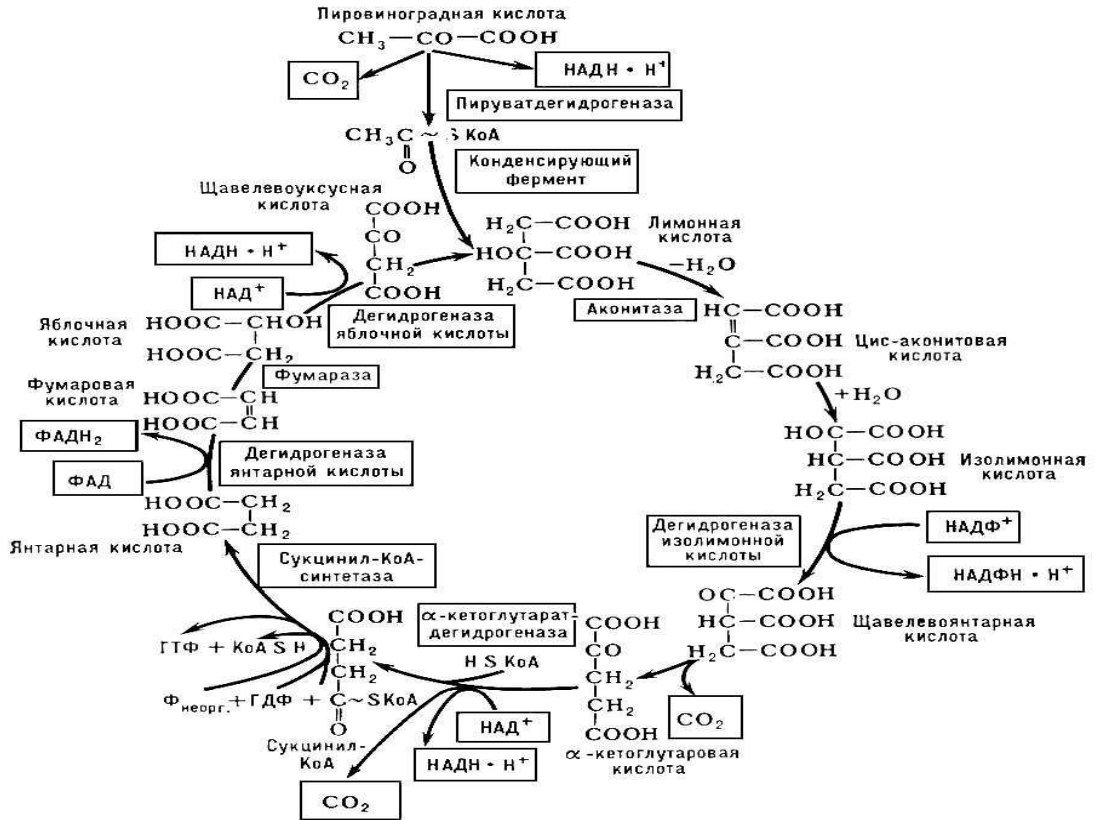 Пировиноградная кислота
CH₃—CO—COOH
CO₂
НАДН • Н⁺
Пируватдегидрогеназа
CH₃C ~ S КоА
O
Конденсирующий
фермент
Щавелевоуксусная
кислота
COOH
CO
CH₂
COOH
H₂C—COOH
HOC—COOH
H₂C—COOH
Лимонная
кислота
—H₂O
НАДН • Н⁺
НАД⁺
Дегидрогеназа
яблочной кислоты
Аконитаза
HC—COOH
C—COOH
H₂C—COOH
Цис-аконитовая
кислота
+H₂O
Яблочная
кислота
HOOC—CHOH
HOOC—CH₂
Фумараза
Фумаровая
кислота
HOOC—CH
HOOC—CH
ФАДН₂
ФАД
Дегидрогеназа
янтарной кислоты
HOOC—CH₂
HOOC—CH₂
Янтарная кислота
HOC—COOH
HC—COOH
H₂C—COOH
Изолимонная
кислота
Дегидрогеназа
изолимонной
кислоты
НАДФ⁺
НАДФН • Н⁺
OC—COOH
HC—COOH
H₂C—COOH
Щавелевоянтарная
кислота
Сукцинил-КоА-
синтетаза
ГТФ + КоА S H
Фнеорг.+ГДФ +
COOH
CH₂
CH₂
C~SКоА
O
Сукцинил-
КоА
α-кетоглутарат-
дегидрогеназа
H S КоА
НАД⁺
НАДН • Н⁺
CO₂
COOH
CO
CH₂
CH₂
COOH
CO₂
α-кетоглутаровая
кислота